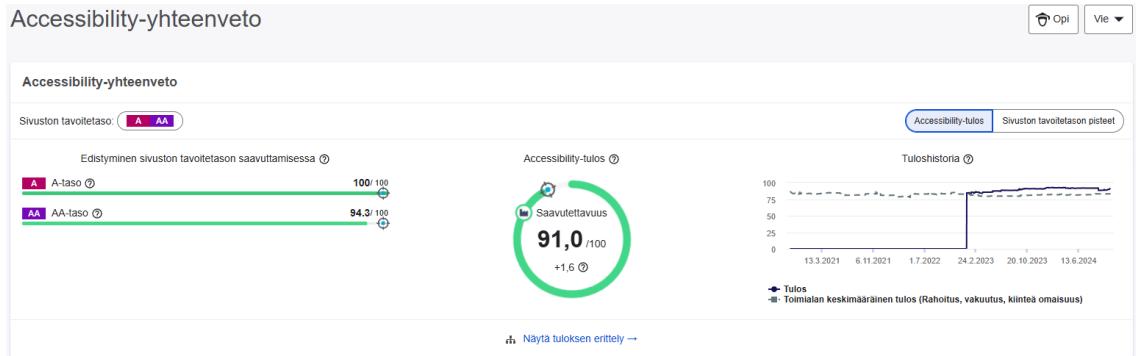 Accessibility-yhteenveto
Opi
Vie
Accessibility-yhteenveto
Sivuston tavoitetaso: A AA
Accessibility-tulos
Sivuston tavoitetason pisteet
Edistyminen sivuston tavoitetason saavuttamisessa
A A-taso 100/ 100
AA AA-taso 94.3/ 100
Accessibility-tulos
Saavutettavuus
91,0 /100
+1,6
Tuloshistoria
100
75
50
25
0
13.3.2021 6.11.2021 1.7.2022 24.2.2023 20.10.2023 13.6.2024
Tulos
Toimialan keskimääräinen tulos (Rahoitus, vakuutus, kiinteä omaisuus)
Näytä tuloksen erittely →